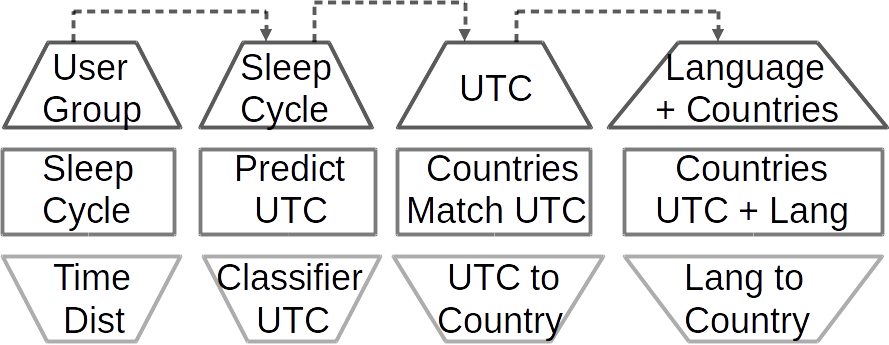 User
Group
Sleep
Cycle
UTC
Language
+ Countries
Sleep
Cycle
Predict
UTC
Countries
Match UTC
Countries
UTC + Lang
Time
Dist
Classifier
UTC
UTC to
Country
Lang to
Country